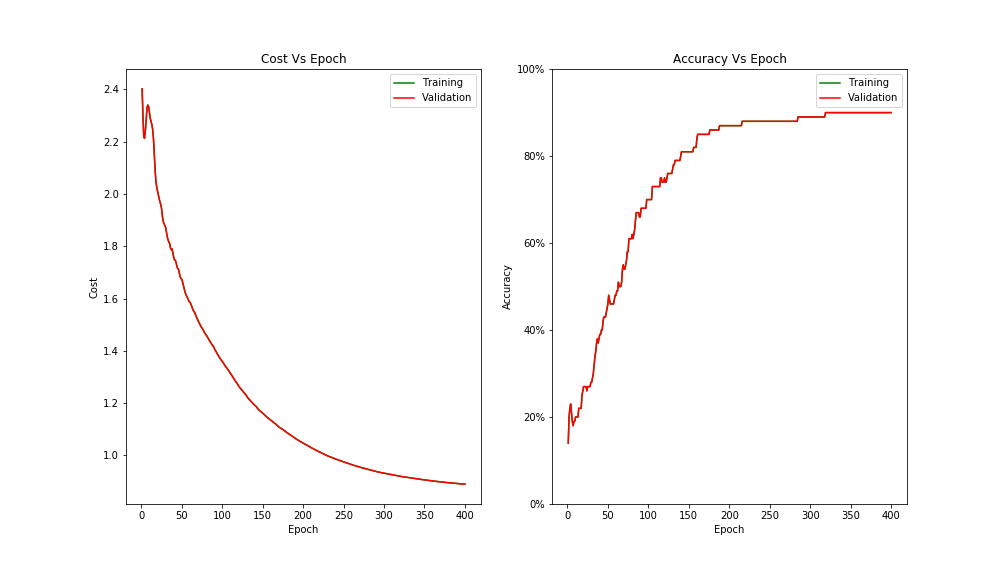 Cost Vs Epoch
Training
Validation
2.4
2.2
2.0
1.8
1.6
1.4
1.2
1.0
Cost
0 50 100 150 200 250 300 350 400
Epoch
Accuracy Vs Epoch
Training
Validation
100%
80%
60%
40%
20%
0%
Accuracy
0 50 100 150 200 250 300 350 400
Epoch